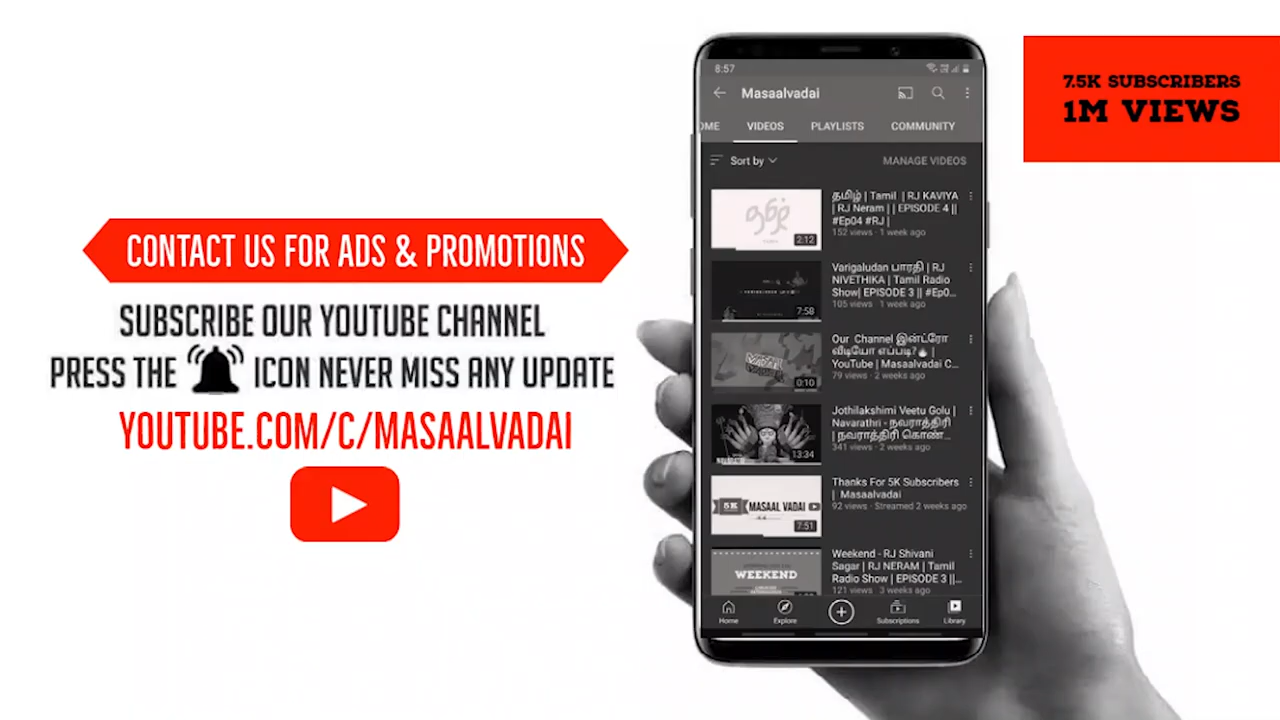 7.5K SUBSCRIBERS
1M VIEWS
CONTACT US FOR ADS & PROMOTIONS
SUBSCRIBE OUR YOUTUBE CHANNEL
PRESS THE ICON NEVER MISS ANY UPDATE
YOUTUBE.COM/C/MASAALVADAI
8:57
Masaalvadai
OME VIDEOS PLAYLISTS COMMUNITY
Sort by MANAGE VIDEOS
தமிழ்
2:12
தமிழ் | Tamil | RJ KAVIYA
| RJ Neram | | EPISODE 4 ||
#Ep04 #RJ |
152 views · 1 week ago
7:58
Varigaludan பாரதி | RJ
NIVETHIKA | Tamil Radio
Show| EPISODE 3 || #Ep0...
105 views · 1 week ago
0:10
Our Channel இன்ட்ரோ
வீடியோ எப்படி? |
YouTube | Masaalvadai C...
79 views · 2 weeks ago
13:34
Jothilakshimi Veetu Golu |
Navarathri - நவராத்திரி
| நவராத்திரி கொண்...
341 views · 2 weeks ago
5K MASAAL VADAI
7:51
Thanks For 5K Subscribers
| Masaalvadai
92 views · Streamed 2 weeks ago
WEEKEND
Weekend - RJ Shivani
Sagar | RJ NERAM | Tamil
Radio Show | EPISODE 3 ||...
121 views · 3 weeks ago
Home Explore Subscriptions Library